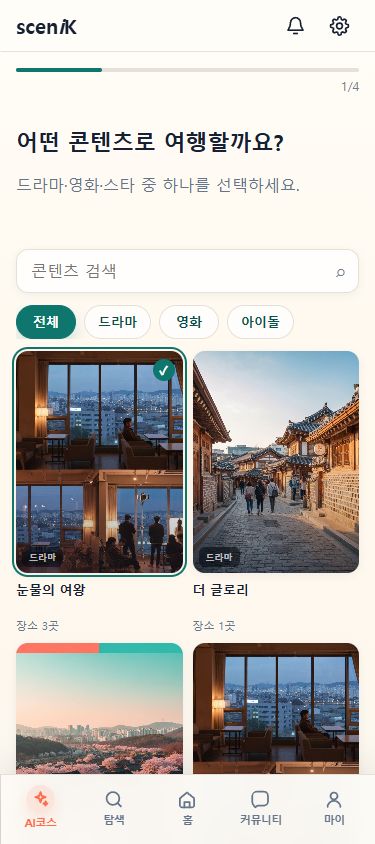 sceniK
1/4
어떤 콘텐츠로 여행할까요?
드라마·영화·스타 중 하나를 선택하세요.
콘텐츠 검색
전체 드라마 영화 아이돌
드라마 드라마
눈물의 여왕 더 글로리
장소 3곳 장소 1곳
AI코스 탐색 홈 커뮤니티 마이